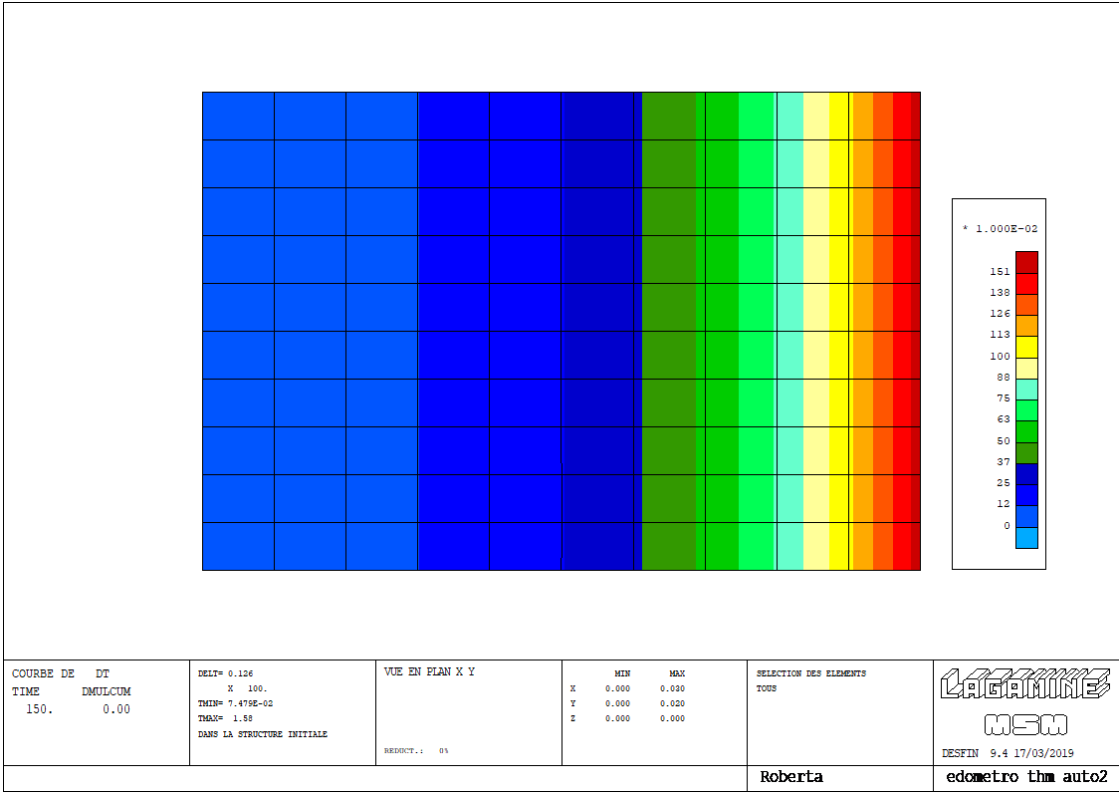 * 1.000E-02
151
138
126
113
100
88
75
63
50
37
25
12
0
COURBE DE DT
TIME DMULCUM
150. 0.00
DELT= 0.126
X 100.
TMIN= 7.479E-02
TMAX= 1.58
DANS LA STRUCTURE INITIALE
VUE EN PLAN X Y
REDUCT.: 0%
MIN MAX
X 0.000 0.030
Y 0.000 0.020
Z 0.000 0.000
SELECTION DES ELEMENTS
TOUS
LAGAMINE
MSM
DESFIN 9.4 17/03/2019
Roberta
edometro thm auto2